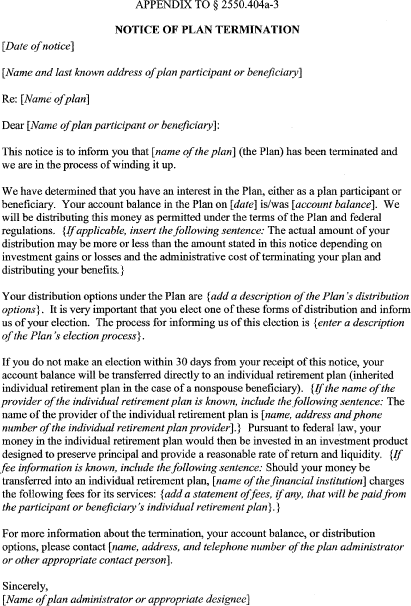 APPENDIX TO § 2550.404a-3
NOTICE OF PLAN TERMINATION
[Date of notice]
[Name and last known address of plan participant or beneficiary]
Re: [Name of plan]
Dear [Name of plan participant or beneficiary]:
This notice is to inform you that [name of the plan] (the Plan) has been terminated and
we are in the process of winding it up.
We have determined that you have an interest in the Plan, either as a plan participant or
beneficiary. Your account balance in the Plan on [date] is/was [account balance]. We
will be distributing this money as permitted under the terms of the Plan and federal
regulations. {If applicable, insert the following sentence: The actual amount of your
distribution may be more or less than the amount stated in this notice depending on
investment gains or losses and the administrative cost of terminating your plan and
distributing your benefits.}
Your distribution options under the Plan are {add a description of the Plan's distribution
options}. It is very important that you elect one of these forms of distribution and inform
us of your election. The process for informing us of this election is {enter a description
of the Plan's election process}.
If you do not make an election within 30 days from your receipt of this notice, your
account balance will be transferred directly to an individual retirement plan (inherited
individual retirement plan in the case of a nonspouse beneficiary). {If the name of the
provider of the individual retirement plan is known, include the following sentence: The
name of the provider of the individual retirement plan is [name, address and phone
number of the individual retirement plan provider].} Pursuant to federal law, your
money in the individual retirement plan would then be invested in an investment product
designed to preserve principal and provide a reasonable rate of return and liquidity. {If
fee information is known, include the following sentence: Should your money be
transferred into an individual retirement plan, [name of the financial institution] charges
the following fees for its services: {add a statement of fees, if any, that will be paid from
the participant or beneficiary's individual retirement plan}.}
For more information about the termination, your account balance, or distribution
options, please contact [name, address, and telephone number of the plan administrator
or other appropriate contact person].
Sincerely,
[Name of plan administrator or appropriate designee]